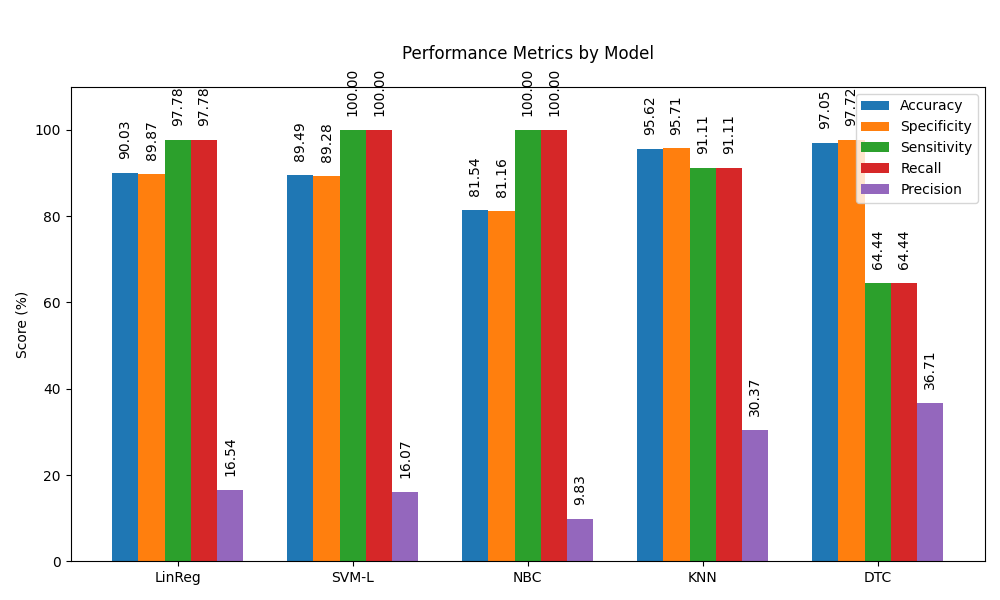 Performance Metrics by Model
Score (%)
100
80
60
40
20
0
90.03
89.87
97.78
97.78
16.54
89.49
89.28
100.00
100.00
16.07
81.54
81.16
100.00
100.00
9.83
95.62
95.71
91.11
91.11
30.37
97.05
97.72
64.44
64.44
36.71
Accuracy
Specificity
Sensitivity
Recall
Precision
LinReg
SVM-L
NBC
KNN
DTC